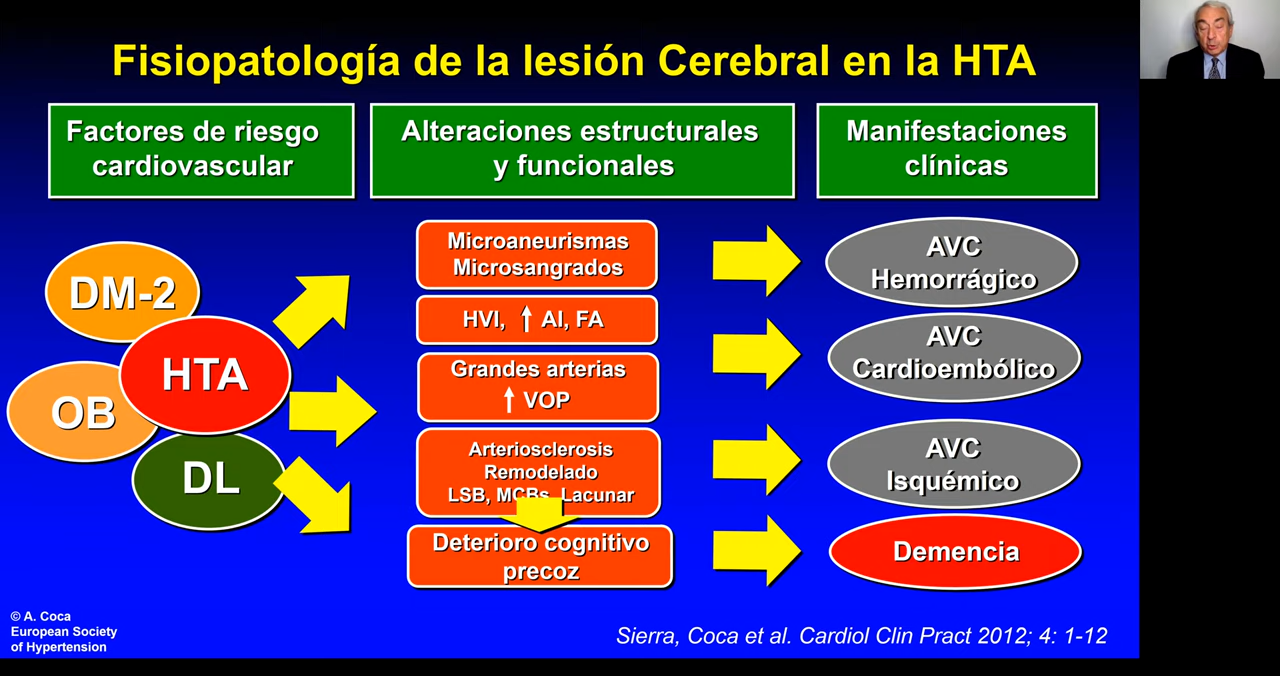 Fisiopatología de la lesión Cerebral en la HTA
Factores de riesgo
cardiovascular
Alteraciones estructurales
y funcionales
Manifestaciones
clínicas
DM-2
HTA
OB
DL
Microaneurismas
Microsangrados
HVI, ↑ AI, FA
Grandes arterias
↑ VOP
Arteriosclerosis
Remodelado
LSB, MCBs, Lacunar
Deterioro cognitivo
precoz
AVC
Hemorrágico
AVC
Cardioembólico
AVC
Isquémico
Demencia
© A. Coca
European Society
of Hypertension
Sierra, Coca et al. Cardiol Clin Pract 2012; 4: 1-12